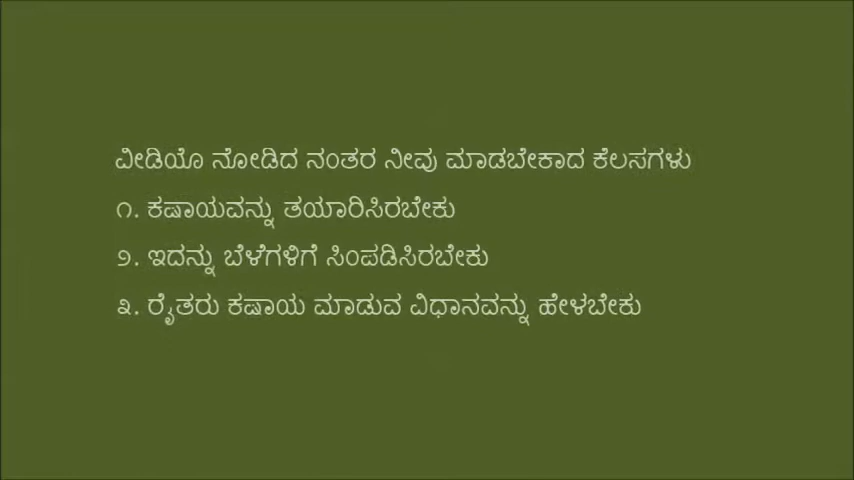 ವೀಡಿಯೊ ನೋಡಿದ ನಂತರ ನೀವು ಮಾಡಬೇಕಾದ ಕೆಲಸಗಳು
೧. ಕಷಾಯವನ್ನು ತಯಾರಿಸಿರಬೇಕು
೨. ಇದನ್ನು ಬೆಳೆಗಳಿಗೆ ಸಿಂಪಡಿಸಿರಬೇಕು
೩. ರೈತರು ಕಷಾಯ ಮಾಡುವ ವಿಧಾನವನ್ನು ಹೇಳಬೇಕು